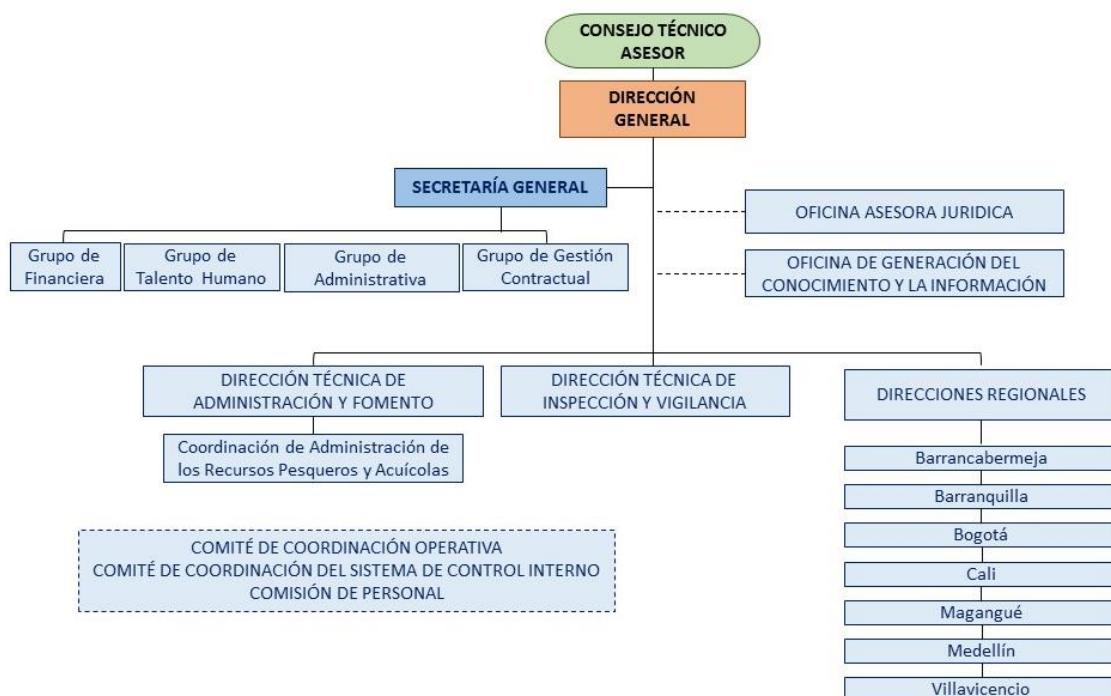 CONSEJO TÉCNICO
ASESOR
DIRECCIÓN
GENERAL
SECRETARÍA GENERAL
OFICINA ASESORA JURIDICA
Grupo de
Financiera
Grupo de
Talento Humano
Grupo de
Administrativa
Grupo de Gestión
Contractual
OFICINA DE GENERACIÓN DEL
CONOCIMIENTO Y LA INFORMACIÓN
DIRECCIÓN TÉCNICA DE
ADMINISTRACIÓN Y FOMENTO
Coordinación de Administración de
los Recursos Pesqueros y Acuícolas
DIRECCIÓN TÉCNICA DE
INSPECCIÓN Y VIGILANCIA
DIRECCIONES REGIONALES
Barrancabermeja
Barranquilla
Bogotá
Cali
Magangué
Medellín
Villavicencio
COMITÉ DE COORDINACIÓN OPERATIVA
COMITÉ DE COORDINACIÓN DEL SISTEMA DE CONTROL INTERNO
COMISIÓN DE PERSONAL